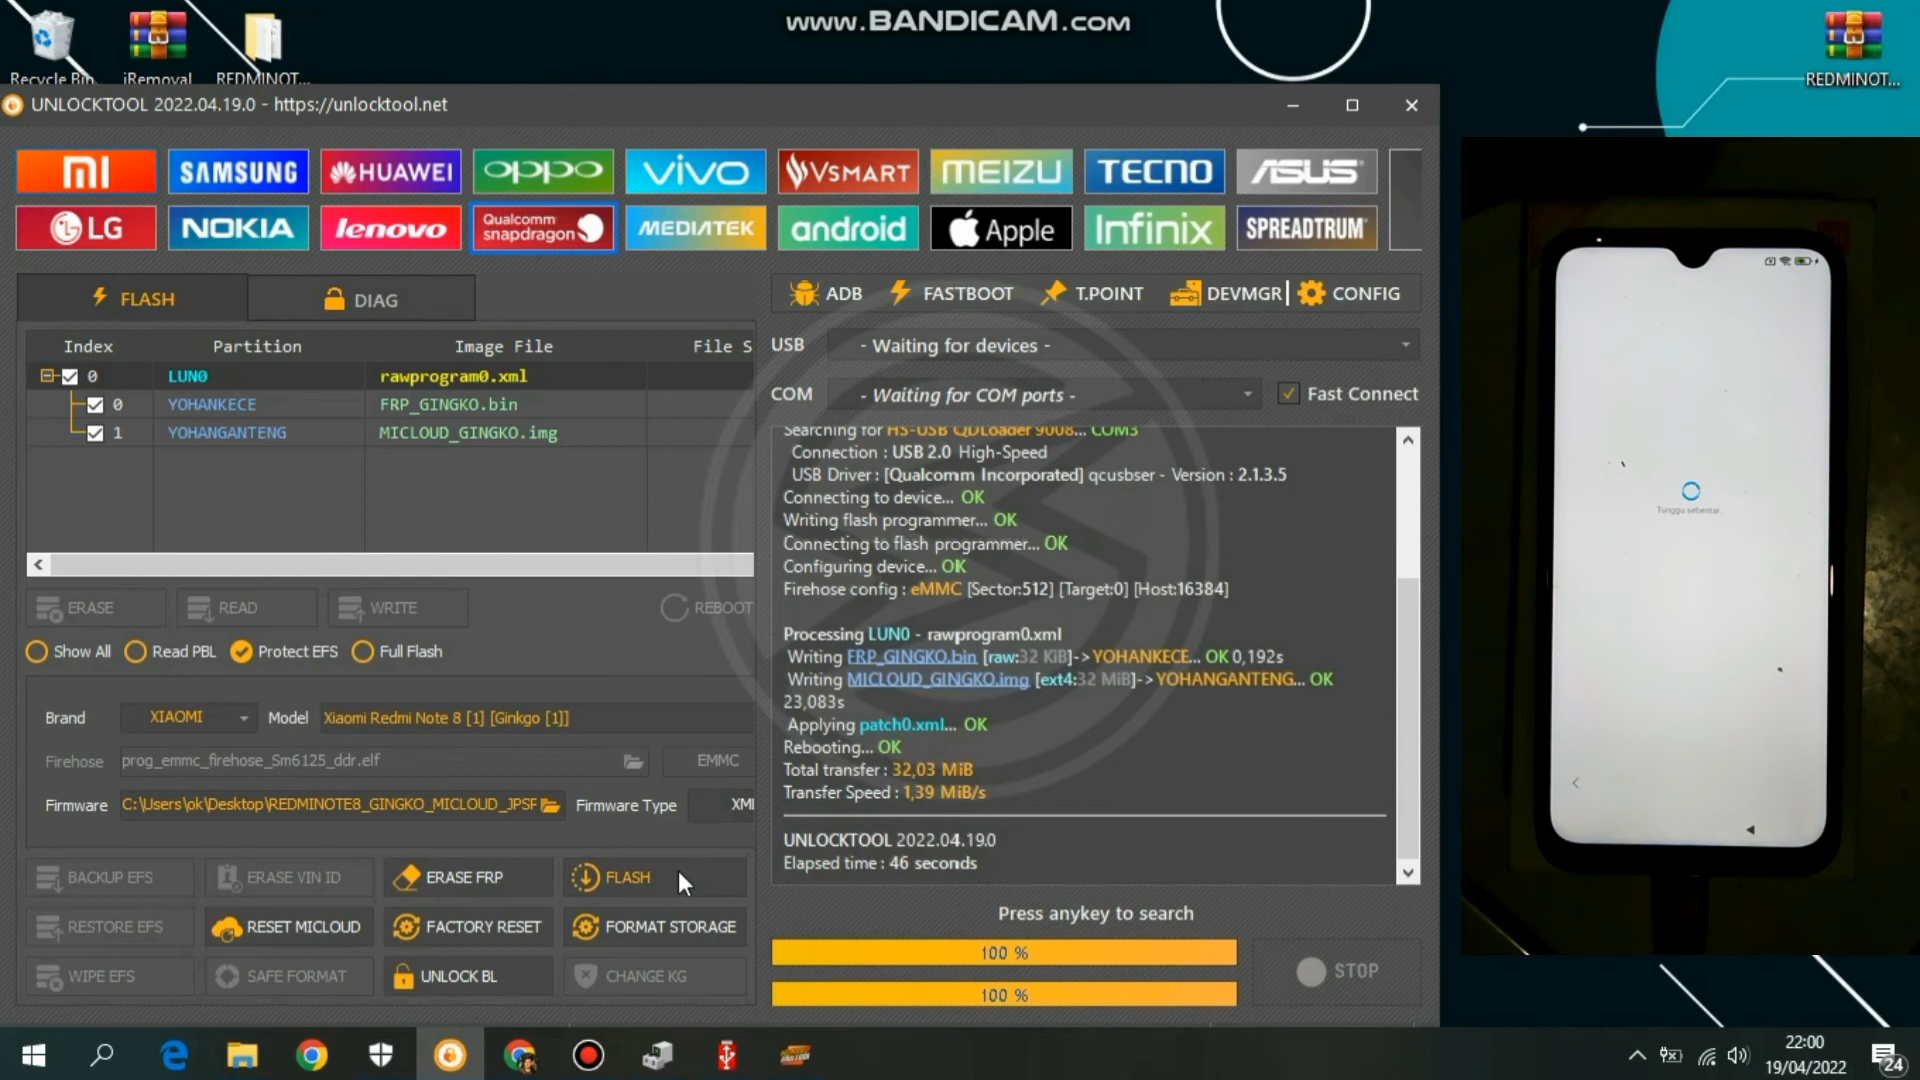 www.BANDICAM.com
Recycle Bin
iRemoval
REDMINOT...
REDMINOT...
UNLOCKTOOL 2022.04.19.0 - https://unlocktool.net
MI
SAMSUNG
HUAWEI
oppo
vivo
VSMART
MEIZU
TECNO
ASUS
LG
NOKIA
lenovo
Qualcomm
snapdragon
MEDIATEK
android
Apple
Infinix
SPREADTRUM
FLASH
DIAG
ADB
FASTBOOT
T.POINT
DEVMGR
CONFIG
Index Partition Image File File S
0 LUN0 rawprogram0.xml
0 YOHANKECE FRP_GINGKO.bin
1 YOHANGANTENG MICLOUD_GINGKO.img
USB - Waiting for devices -
COM - Waiting for COM ports - Fast Connect
Searching for HS-USB QDLoader 9008... COM3
Connection : USB 2.0 High-Speed
USB Driver : [Qualcomm Incorporated] qcusbser - Version : 2.1.3.5
Connecting to device... OK
Writing flash programmer... OK
Connecting to flash programmer... OK
Configuring device... OK
Firehose config : eMMC [Sector:512] [Target:0] [Host:16384]
Processing LUN0 - rawprogram0.xml
Writing FRP_GINGKO.bin [raw:32 KiB]->YOHANKECE... OK 0,192s
Writing MICLOUD_GINGKO.img [ext4:32 MiB]->YOHANGANTENG... OK
23,083s
Applying patch0.xml... OK
Rebooting... OK
Total transfer : 32,03 MiB
Transfer Speed : 1,39 MiB/s
UNLOCKTOOL 2022.04.19.0
Elapsed time : 46 seconds
ERASE
READ
WRITE
REBOOT
Show All
Read PBL
Protect EFS
Full Flash
Brand XIAOMI Model Xiaomi Redmi Note 8 [1] [Ginkgo [1]]
Firehose prog_emmc_firehose_Sm6125_ddr.elf EMMC
Firmware C:\Users\ok\Desktop\REDMINOTE8_GINGKO_MICLOUD_JPSF Firmware Type XML
BACKUP EFS
ERASE VIN ID
ERASE FRP
FLASH
RESTORE EFS
RESET MICLOUD
FACTORY RESET
FORMAT STORAGE
WIPE EFS
SAFE FORMAT
UNLOCK BL
CHANGE KG
Press anykey to search
100 %
100 %
STOP
Tunggu sebentar...
22:00
19/04/2022
24